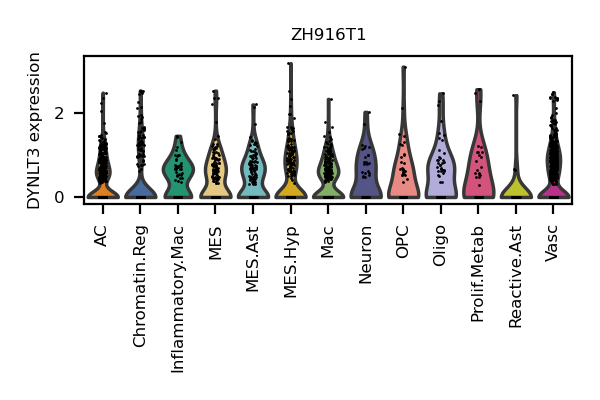 ZH916T1
DYNLT3 expression
2
0
AC
Chromatin.Reg
Inflammatory.Mac
MES
MES.Ast
MES.Hyp
Mac
Neuron
OPC
Oligo
Prolif.Metab
Reactive.Ast
Vasc